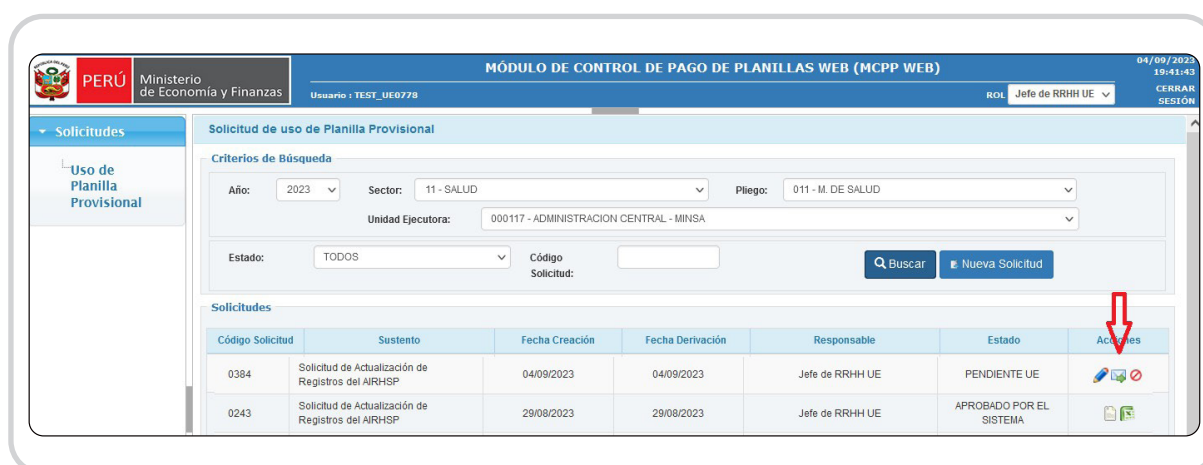 MÓDULO DE CONTROL DE PAGO DE PLANILLAS WEB (MCPP WEB)
04/09/2023
19:41:43
PERÚ
Ministerio
de Economía y Finanzas
Usuario : TEST_UE0778
ROL
Jefe de RRHH UE
CERRAR
SESIÓN
Solicitudes
Uso de
Planilla
Provisional
Solicitud de uso de Planilla Provisional
Criterios de Búsqueda
Año: 2023 Sector: 11 - SALUD Pliego: 011 - M. DE SALUD
Unidad Ejecutora: 000117 - ADMINISTRACION CENTRAL - MINSA
Estado: TODOS Código
Solicitud:
Buscar Nueva Solicitud
Solicitudes
Código Solicitud Sustento Fecha Creación Fecha Derivación Responsable Estado Acciones
0384 Solicitud de Actualización de
Registros del AIRHSP 04/09/2023 04/09/2023 Jefe de RRHH UE PENDIENTE UE
0243 Solicitud de Actualización de
Registros del AIRHSP 29/08/2023 29/08/2023 Jefe de RRHH UE APROBADO POR EL
SISTEMA